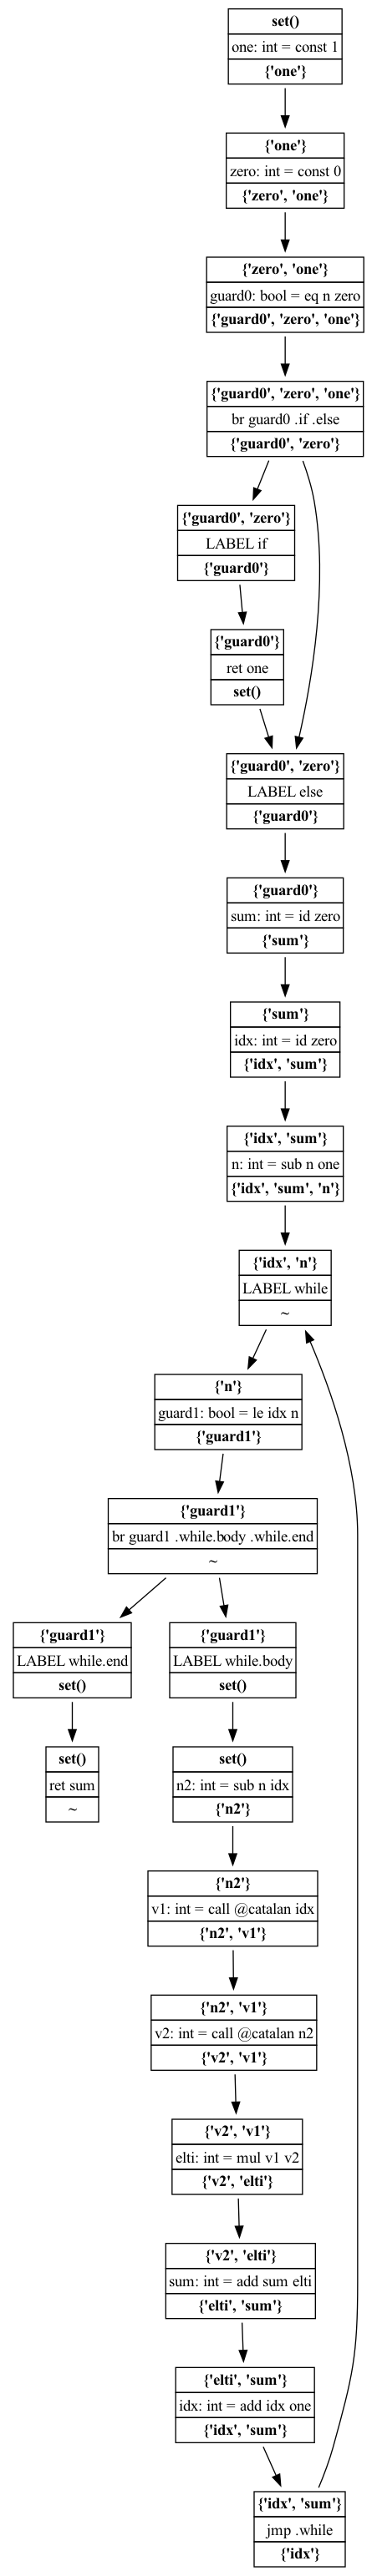 set()
one: int = const 1
{'one'}
{'one'}
zero: int = const 0
{'zero', 'one'}
{'zero', 'one'}
guard0: bool = eq n zero
{'guard0', 'zero', 'one'}
{'guard0', 'zero', 'one'}
br guard0 .if .else
{'guard0', 'zero'}
{'guard0', 'zero'}
LABEL if
{'guard0'}
{'guard0'}
ret one
set()
{'guard0', 'zero'}
LABEL else
{'guard0'}
{'guard0'}
sum: int = id zero
{'sum'}
{'sum'}
idx: int = id zero
{'idx', 'sum'}
{'idx', 'sum'}
n: int = sub n one
{'idx', 'sum', 'n'}
{'idx', 'n'}
LABEL while
~
{'n'}
guard1: bool = le idx n
{'guard1'}
{'guard1'}
br guard1 .while.body .while.end
~
{'guard1'}
LABEL while.end
set()
{'guard1'}
LABEL while.body
set()
set()
ret sum
~
set()
n2: int = sub n idx
{'n2'}
{'n2'}
v1: int = call @catalan idx
{'n2', 'v1'}
{'n2', 'v1'}
v2: int = call @catalan n2
{'v2', 'v1'}
{'v2', 'v1'}
elti: int = mul v1 v2
{'v2', 'elti'}
{'v2', 'elti'}
sum: int = add sum elti
{'elti', 'sum'}
{'elti', 'sum'}
idx: int = add idx one
{'idx', 'sum'}
{'idx', 'sum'}
jmp .while
{'idx'}